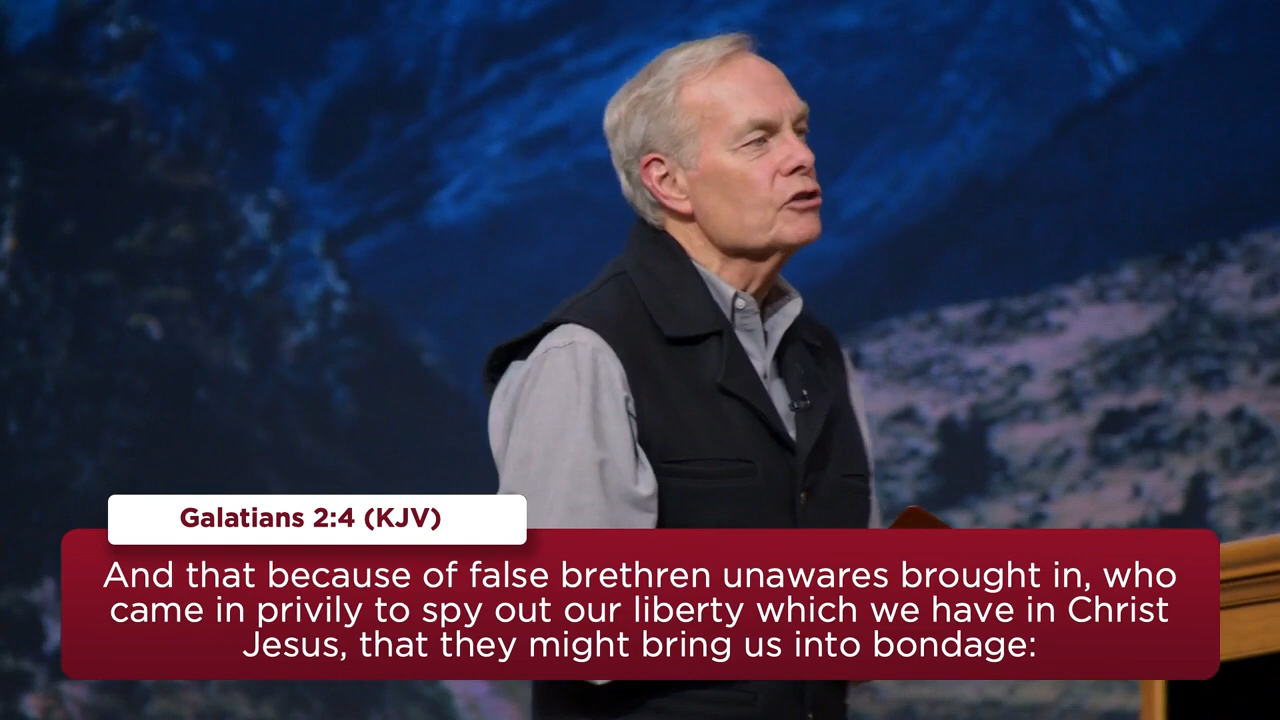 Galatians 2:4 (KJV)
And that because of false brethren unawares brought in, who
came in privily to spy out our liberty which we have in Christ
Jesus, that they might bring us into bondage: